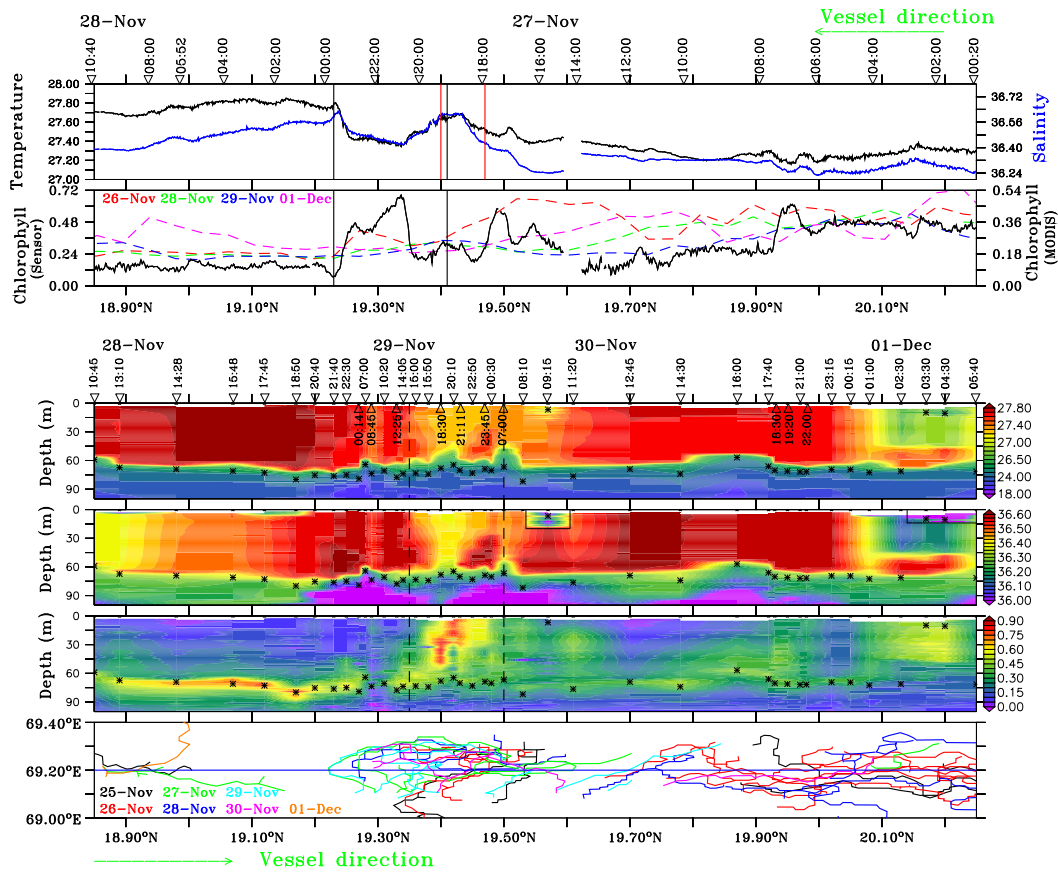 28-Nov 27-Nov Vessel direction
10:40 08:00 05:52 04:00 02:00 00:00 22:00 20:00 18:00 16:00 14:00 12:00 10:00 08:00 06:00 04:00 02:00 00:20
Temperature
28.00
27.80
27.60
27.40
27.20
27.00
36.72
36.56
36.40
36.24
Salinity
Chlorophyll
(Sensor)
0.72
0.48
0.24
0.00
26-Nov 28-Nov 29-Nov 01-Dec
0.54
0.36
0.18
0.00
Chlorophyll
(MODIS)
18.90°N 19.10°N 19.30°N 19.50°N 19.70°N 19.90°N 20.10°N
28-Nov 29-Nov 30-Nov 01-Dec
10:45 13:10 14:28 15:48 17:45 18:50 20:40 21:40 22:30 07:00 10:20 14:05 15:00 15:50 20:10 22:50 00:30 08:10 09:15 11:20 12:45 14:30 16:00 17:40 19:30 21:00 23:15 00:15 01:00 02:30 03:30 04:30 05:40
Depth (m)
0
30
60
90
00:14 08:45 12:25 18:30 21:11 23:45 07:00 18:30 19:20 22:00
27.80
27.40
27.00
26.50
24.00
18.00
Depth (m)
0
30
60
90
36.60
36.50
36.40
36.30
36.20
36.10
36.00
Depth (m)
0
30
60
90
0.90
0.75
0.60
0.45
0.30
0.15
0.00
69.40°E
69.20°E
69.00°E
25-Nov 27-Nov 29-Nov
26-Nov 28-Nov 30-Nov 01-Dec
18.90°N 19.10°N 19.30°N 19.50°N 19.70°N 19.90°N 20.10°N
Vessel direction